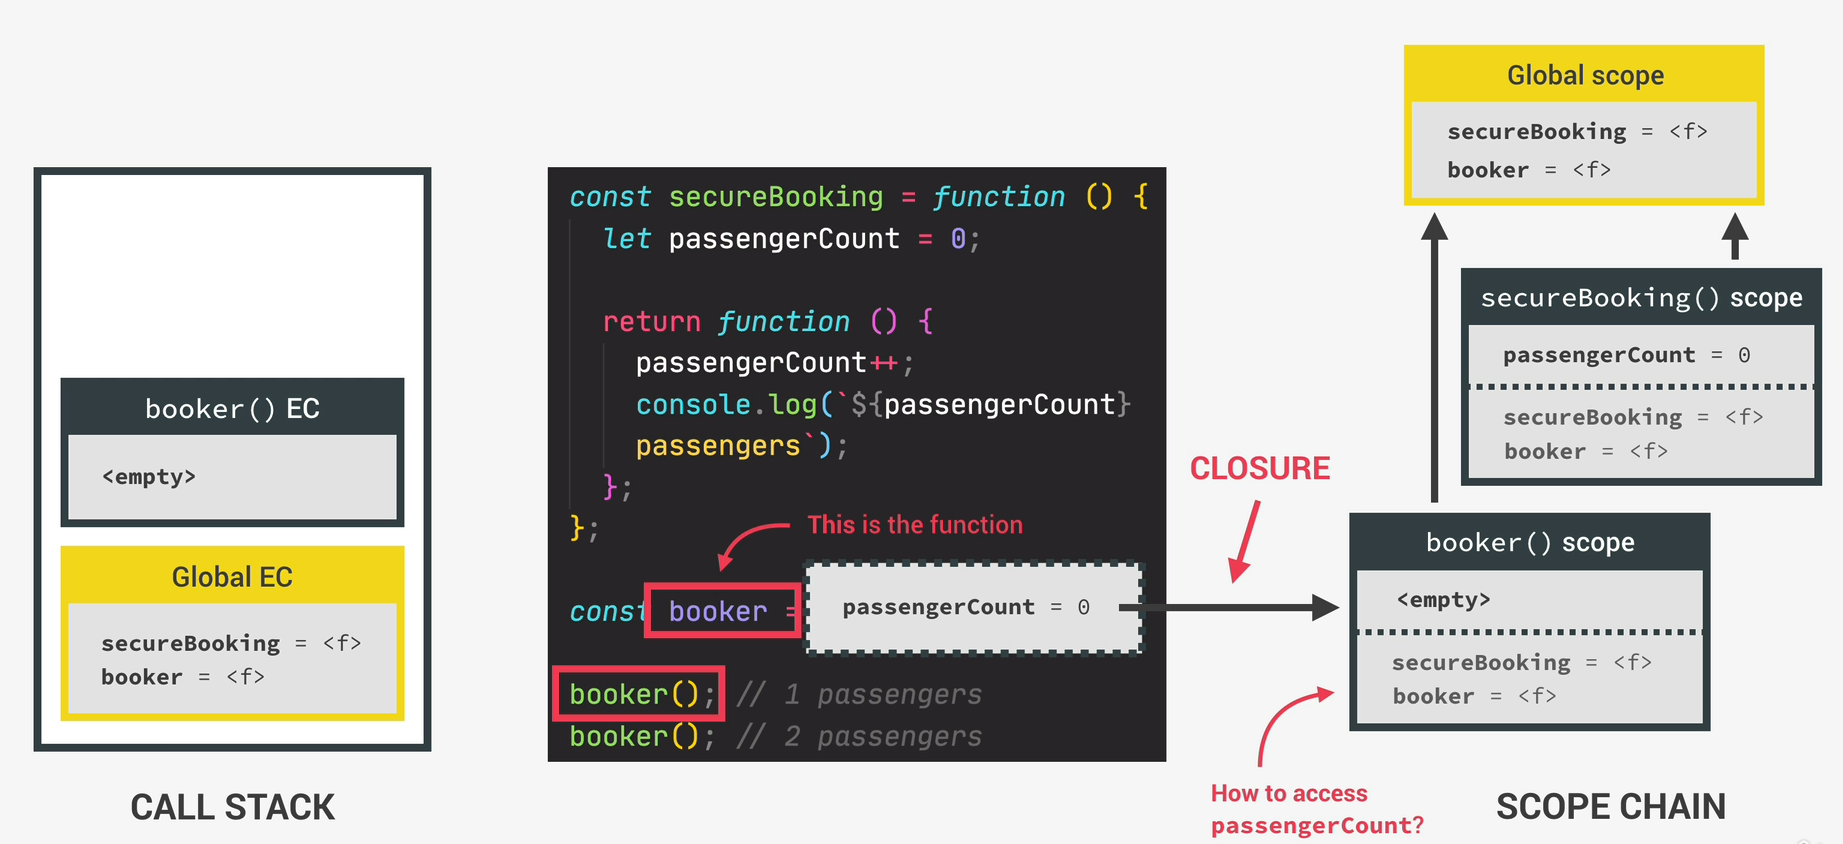 Global scope
secureBooking = <f>
booker = <f>
const secureBooking = function () {
let passengerCount = 0;
return function () {
passengerCount++;
console.log(`${passengerCount}
passengers`);
};
};
This is the function
const booker =
passengerCount = 0
booker(); // 1 passengers
booker(); // 2 passengers
booker() EC
<empty>
Global EC
secureBooking = <f>
booker = <f>
CALL STACK
CLOSURE
secureBooking() scope
passengerCount = 0
secureBooking = <f>
booker = <f>
booker() scope
<empty>
secureBooking = <f>
booker = <f>
How to access
passengerCount?
SCOPE CHAIN